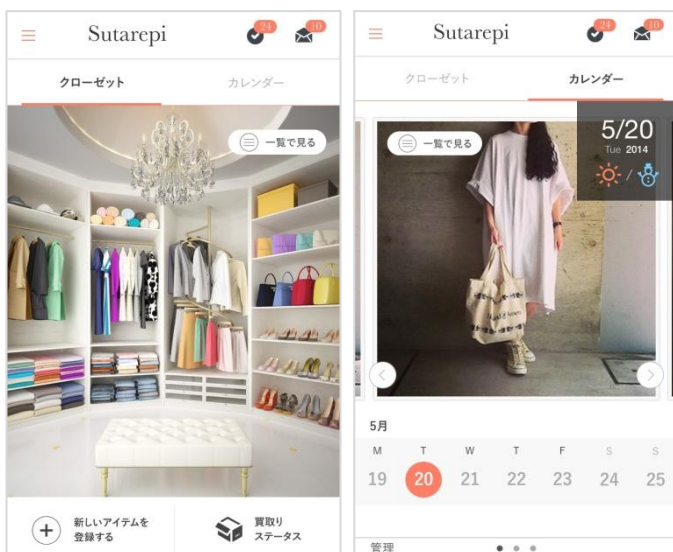 Sutarepi
24
10
クローゼット
カレンダー
一覧で見る
新しいアイテムを
登録する
買取り
ステータス
Sutarepi
24
10
クローゼット
カレンダー
一覧で見る
5/20
Tue 2014
/
5月
M T W T F S S
19 20 21 22 23 24 25
管理